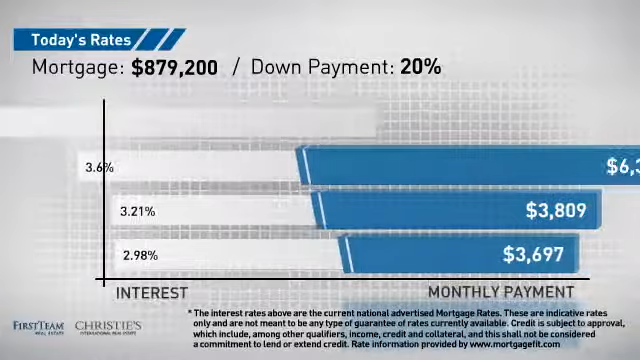 Today's Rates
Mortgage: $879,200 / Down Payment: 20%
3.6%
3.21% $3,809
2.98% $3,697
INTEREST MONTHLY PAYMENT
* The interest rates above are the current national advertised Mortgage Rates. These are indicative rates
only and are not meant to be any type of guarantee of rates currently available. Credit is subject to approval,
which include, among other qualifiers, income, credit and collateral, and this shall not be considered
a commitment to lend or extend credit. Rate information provided by www.mortgagefit.com
FIRSTTEAM CHRISTIE'S
REAL ESTATE INTERNATIONAL REAL ESTATE